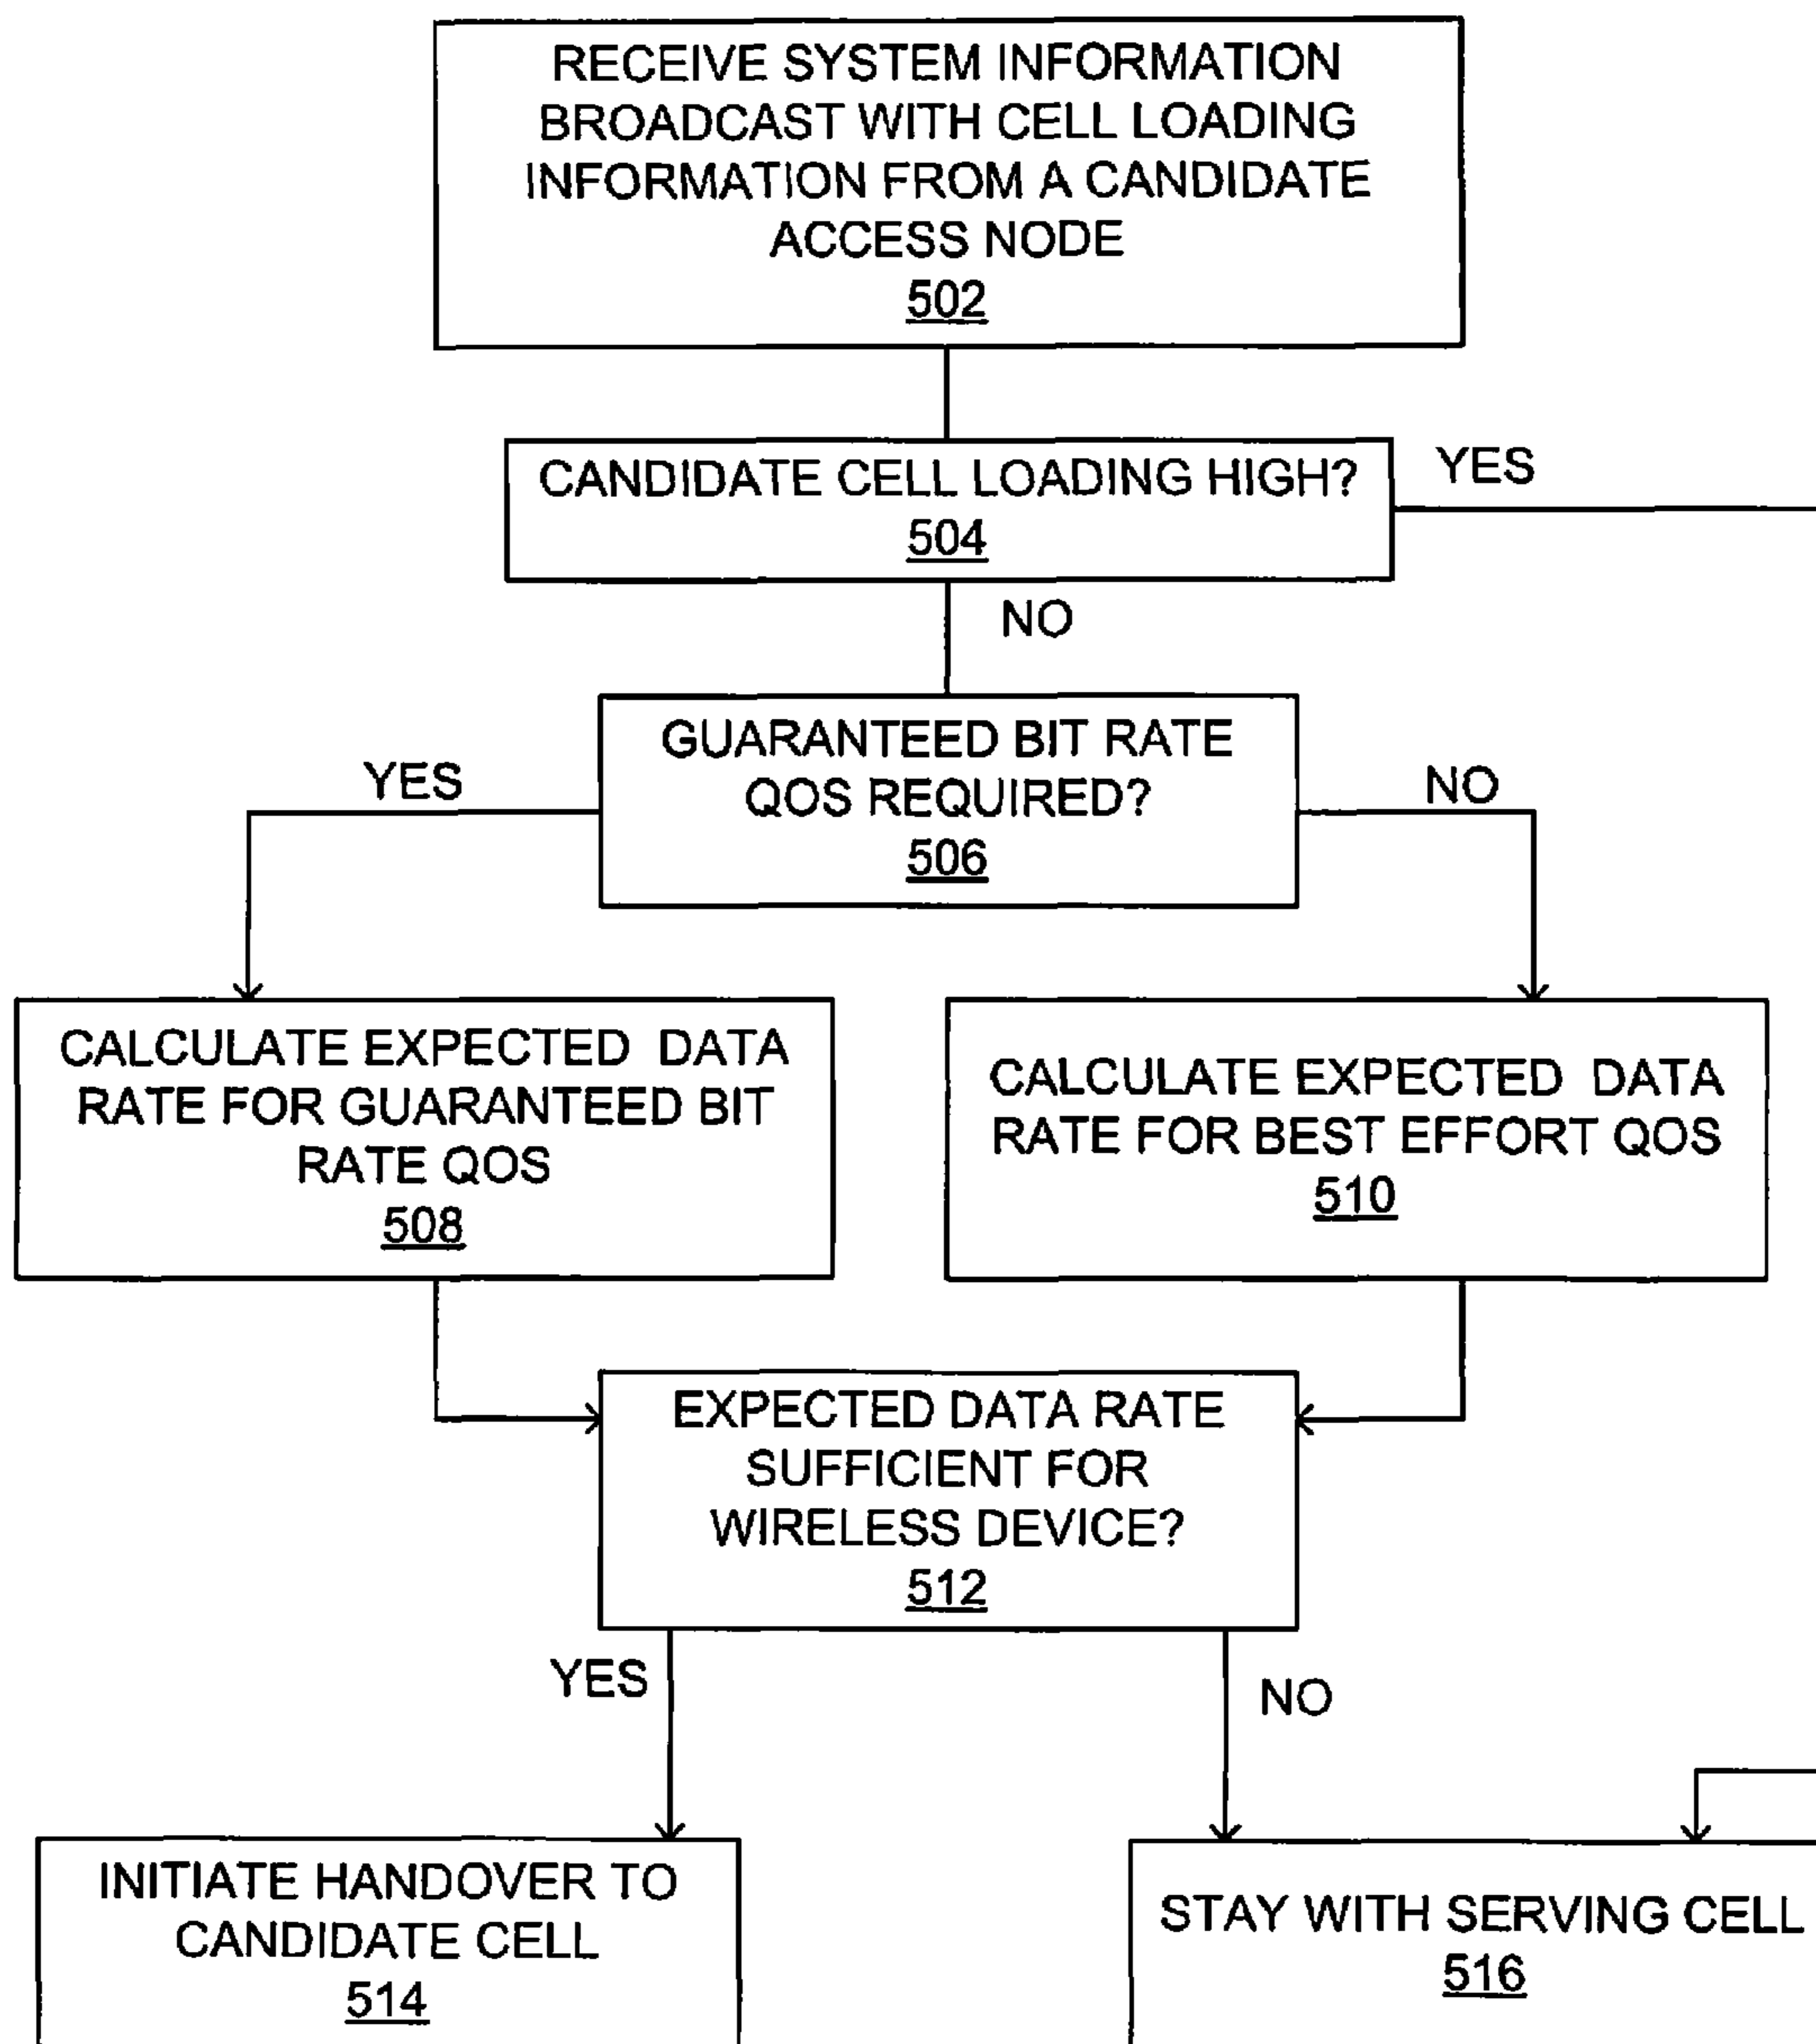 RECEIVE SYSTEM INFORMATION
BROADCAST WITH CELL LOADING
INFORMATION FROM A CANDIDATE
ACCESS NODE
502
CANDIDATE CELL LOADING HIGH?
504
YES
NO
GUARANTEED BIT RATE
QOS REQUIRED?
506
YES
NO
CALCULATE EXPECTED DATA
RATE FOR GUARANTEED BIT
RATE QOS
508
CALCULATE EXPECTED DATA
RATE FOR BEST EFFORT QOS
510
EXPECTED DATA RATE
SUFFICIENT FOR
WIRELESS DEVICE?
512
YES
NO
INITIATE HANDOVER TO
CANDIDATE CELL
514
STAY WITH SERVING CELL
516